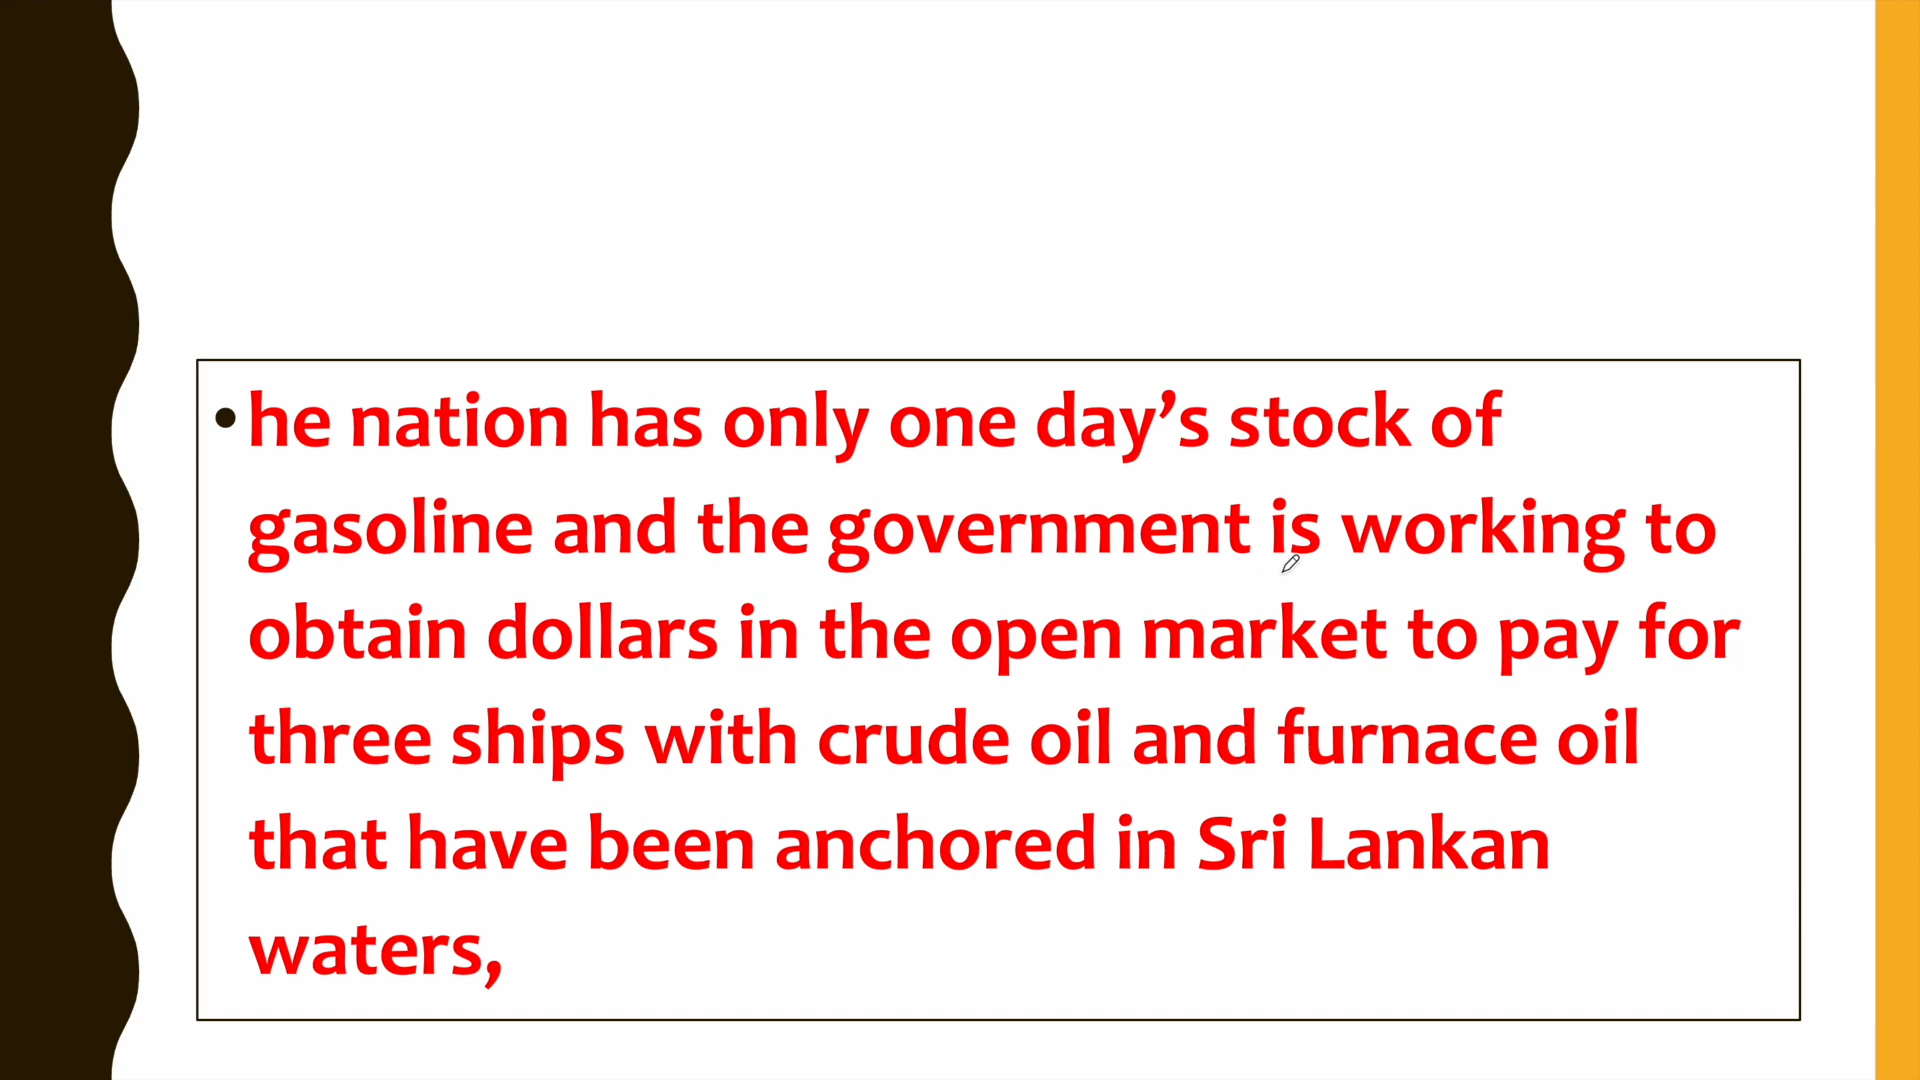 • he nation has only one day’s stock of
gasoline and the government is working to
obtain dollars in the open market to pay for
three ships with crude oil and furnace oil
that have been anchored in Sri Lankan
waters,